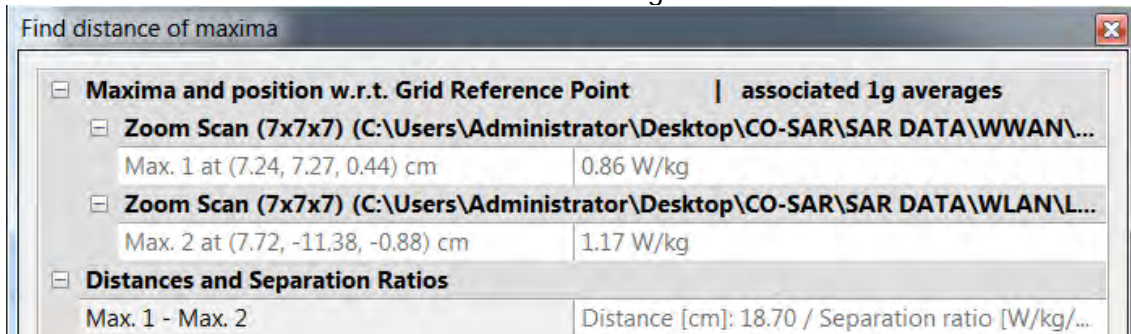 Find distance of maxima
Maxima and position w.r.t. Grid Reference Point | associated 1g averages
Zoom Scan (7x7x7) (C:\Users\Administrator\Desktop\CO-SAR\SAR DATA\WWAN\...
Max. 1 at (7.24, 7.27, 0.44) cm 0.86 W/kg
Zoom Scan (7x7x7) (C:\Users\Administrator\Desktop\CO-SAR\SAR DATA\WLAN\L...
Max. 2 at (7.72, -11.38, -0.88) cm 1.17 W/kg
Distances and Separation Ratios
Max. 1 - Max. 2 Distance [cm]: 18.70 / Separation ratio [W/kg/...